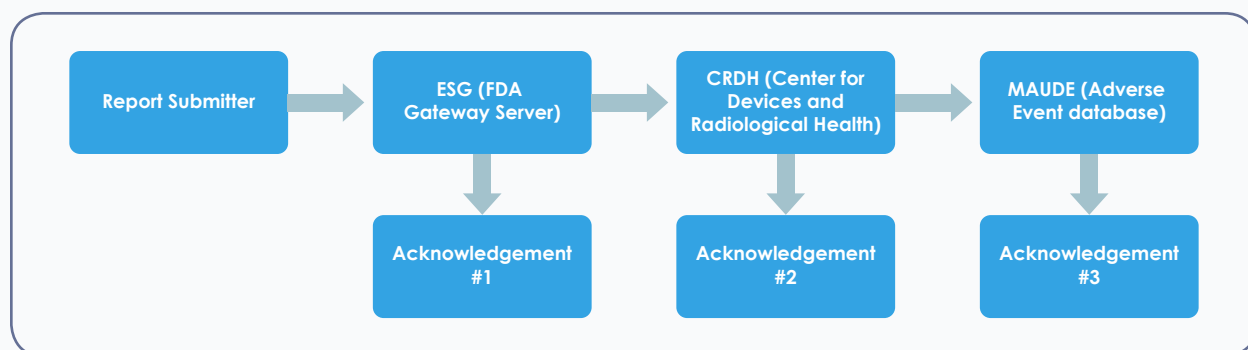 Report Submitter
ESG (FDA
Gateway Server)
CRDH (Center for
Devices and
Radiological Health)
MAUDE (Adverse
Event database)
Acknowledgement
#1
Acknowledgement
#2
Acknowledgement
#3